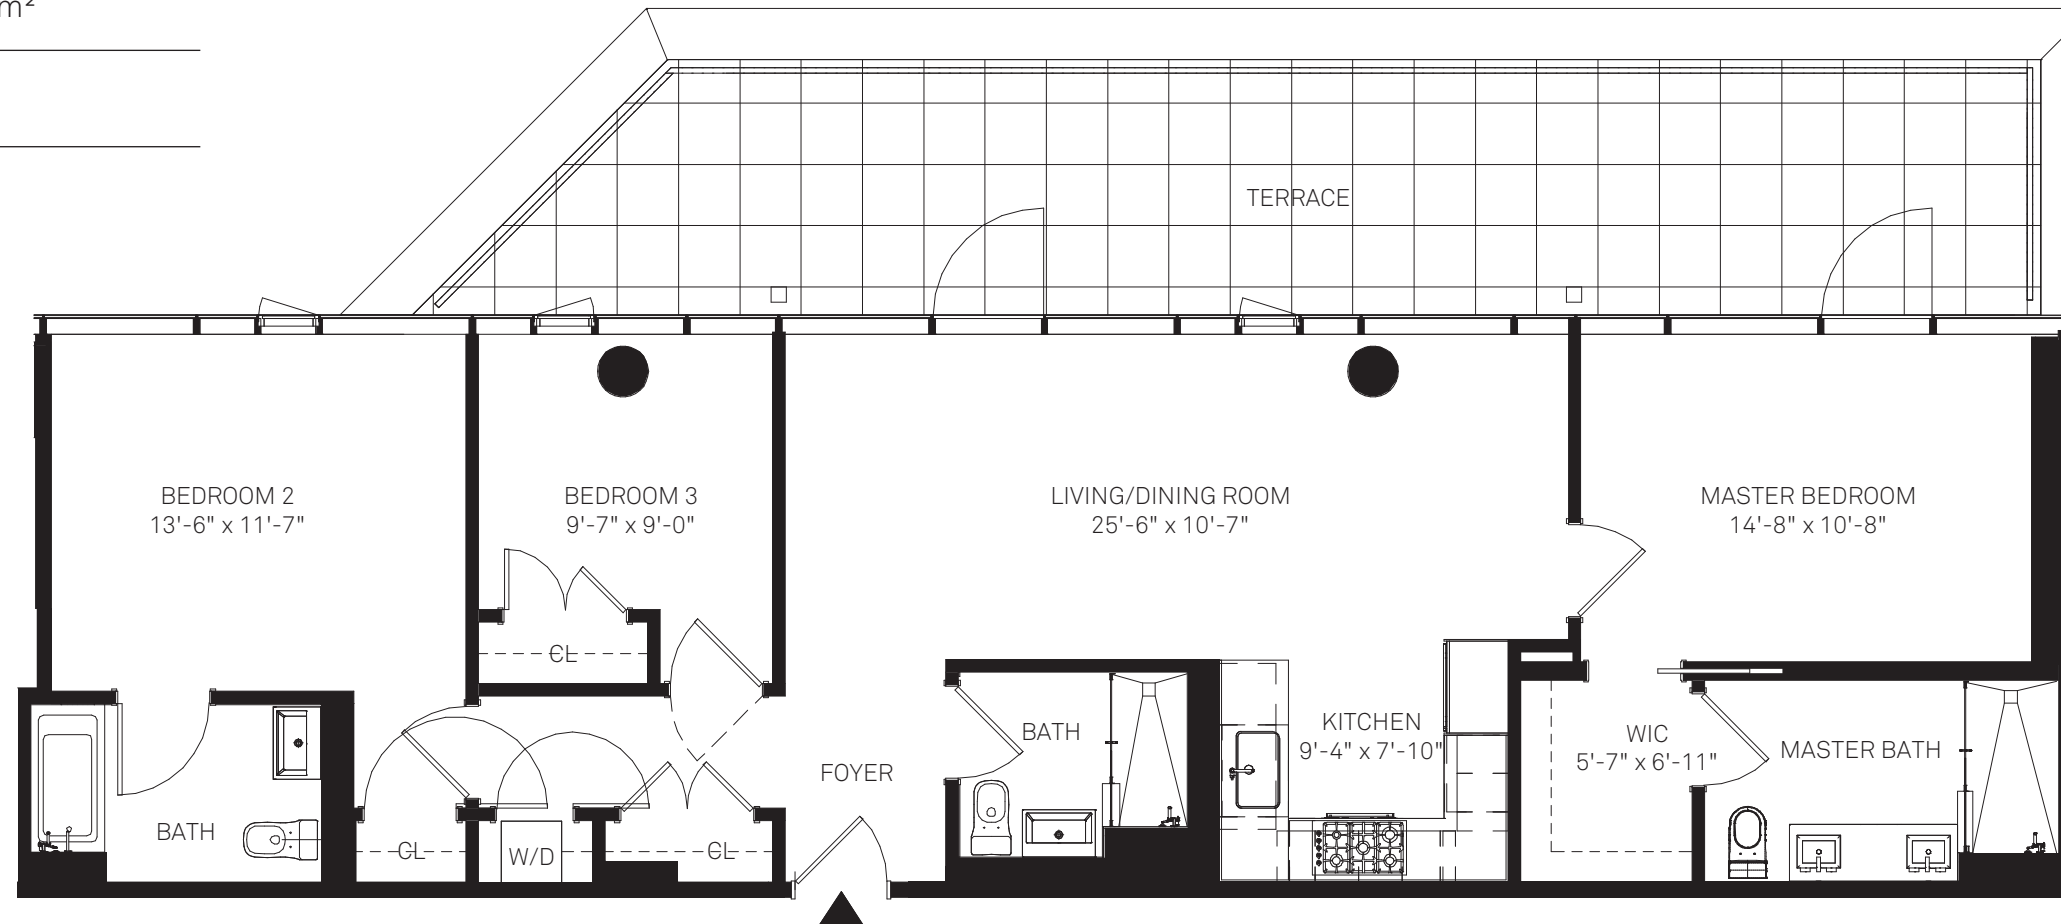 m²
TERRACE
BEDROOM 2
13'-6" x 11'-7"
BEDROOM 3
9'-7" x 9'-0"
LIVING/DINING ROOM
25'-6" x 10'-7"
MASTER BEDROOM
14'-8" x 10'-8"
CL
BATH
KITCHEN
9'-4" x 7'-10"
WIC
5'-7" x 6'-11"
MASTER BATH
FOYER
BATH
CL
W/D
CL